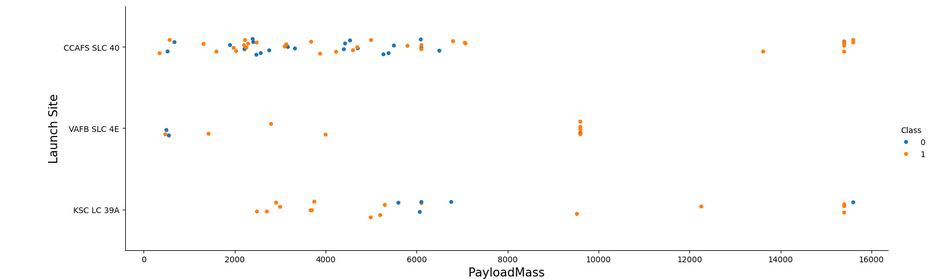 CCAFS SLC 40
VAFB SLC 4E
KSC LC 39A
Launch Site
0 2000 4000 6000 8000 10000 12000 14000 16000
PayloadMass
Class
0
1